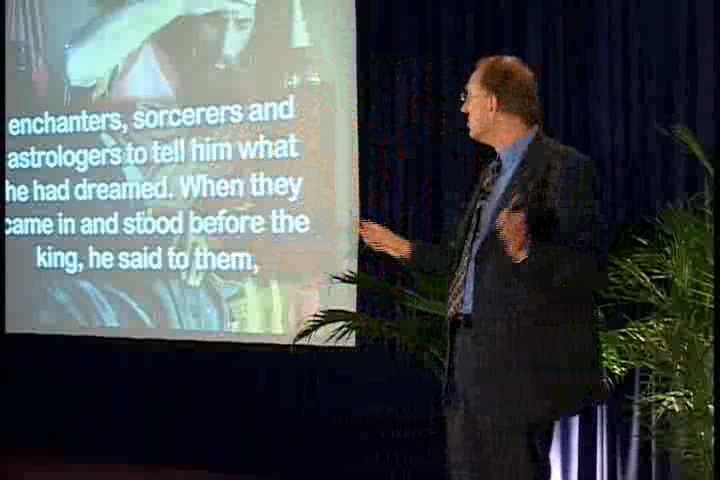 enchanters, sorcerers and
astrologers to tell him what
he had dreamed. When they
came in and stood before the
king, he said to them,